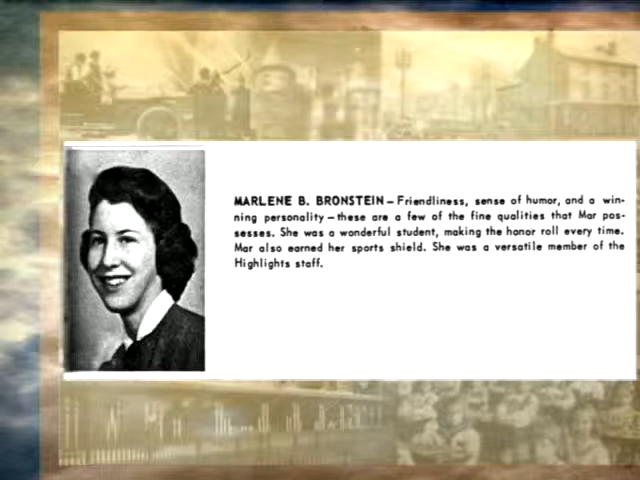 MARLENE B. BRONSTEIN – Friendliness, sense of humor, and a win-
ning personality – these are a few of the fine qualities that Mar pos-
sesses. She was a wonderful student, making the honor roll every time.
Mar also earned her sports shield. She was a versatile member of the
Highlights staff.